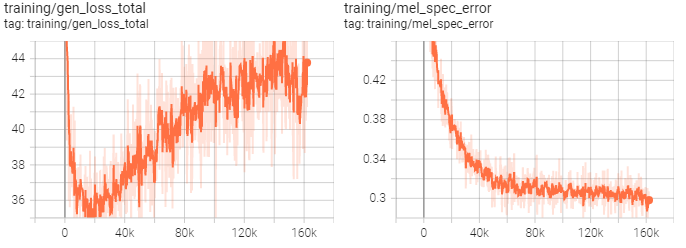 training/gen_loss_total
tag: training/gen_loss_total
44
42
40
38
36
0 40k 80k 120k 160k
training/mel_spec_error
tag: training/mel_spec_error
0.42
0.38
0.34
0.3
0 40k 80k 120k 160k